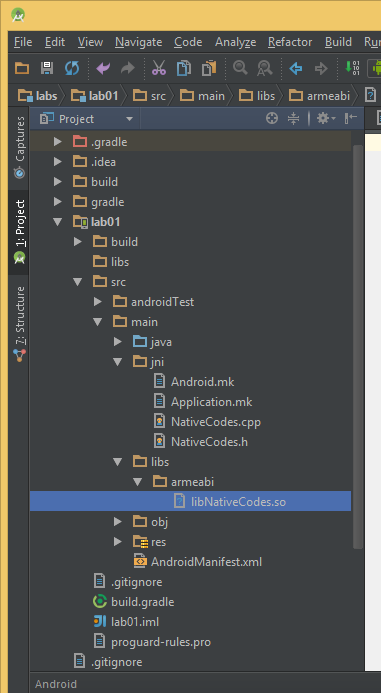 File Edit View Navigate Code Analyze Refactor Build
labs lab01 src main libs armeabi
Captures
1: Project
7: Structure
Project
.gradle
.idea
build
gradle
lab01
build
libs
src
androidTest
main
java
jni
Android.mk
Application.mk
NativeCodes.cpp
NativeCodes.h
libs
armeabi
libNativeCodes.so
obj
res
AndroidManifest.xml
.gitignore
build.gradle
lab01.iml
proguard-rules.pro
.gitignore
Android